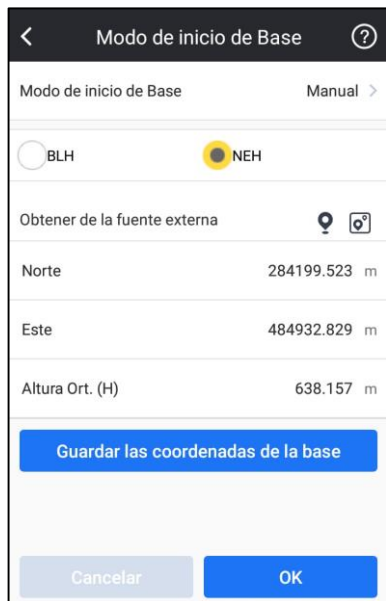 Modo de inicio de Base
Modo de inicio de Base Manual
BLH NEH
Obtener de la fuente externa
Norte 284199.523 m
Este 484932.829 m
Altura Ort. (H) 638.157 m
Guardar las coordenadas de la base
Cancelar OK